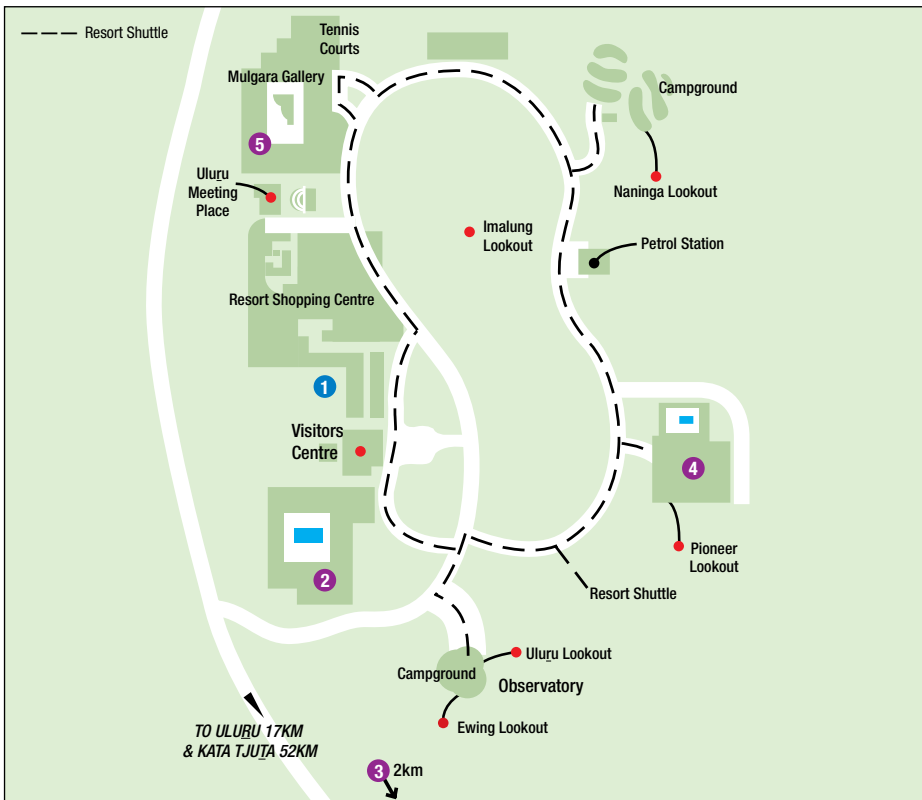 Resort Shuttle
Tennis
Courts
Mulgara Gallery
5
Campground
Uluṟu
Meeting
Place
Naninga Lookout
Imalung
Lookout
Petrol Station
Resort Shopping Centre
1
Visitors
Centre
4
2
Pioneer
Lookout
Resort Shuttle
Uluṟu Lookout
Campground
Observatory
Ewing Lookout
TO ULUṞU 17KM
& KATA TJUṮA 52KM
3 2km